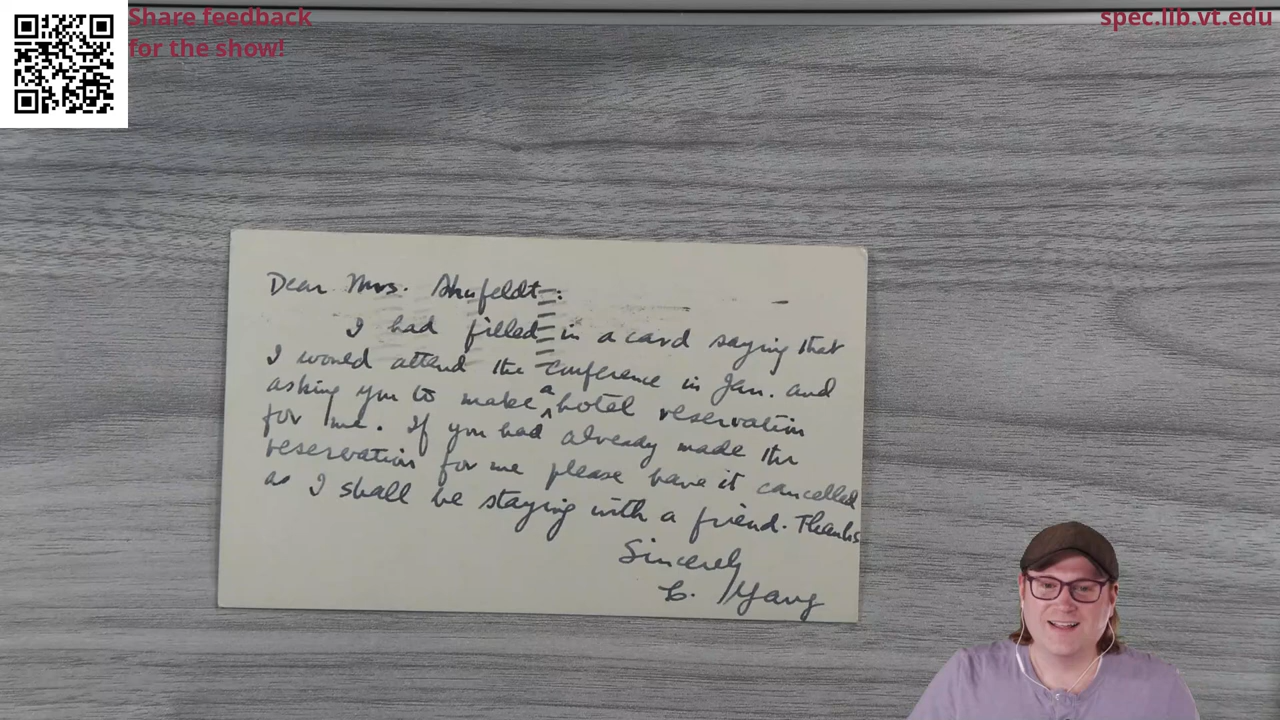 Share feedback
for the show!
spec.lib.vt.edu
Dear Mrs. Shufeldt:
I had filled in a card saying that
I would attend the conference in Jan. and
asking you to make a hotel reservation
for me. If you had already made the
reservation for me please have it cancelled
as I shall be staying with a friend. Thanks
Sincerely
C. Yang